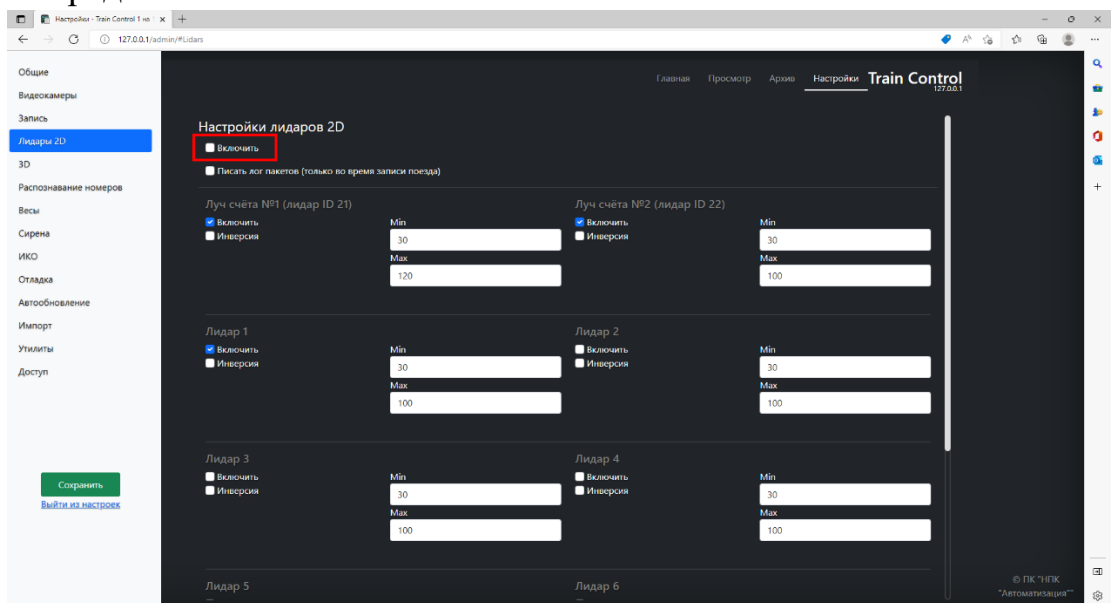 Настройки - Train Control 1 на
127.0.0.1/admin/#Lidars
Общие
Видеокамеры
Запись
Лидары 2D
3D
Распознавание номеров
Весы
Сирена
ИКО
Отладка
Автообновление
Импорт
Утилиты
Доступ
Сохранить
Выйти из настроек
Главная Просмотр Архив Настройки Train Control
127.0.0.1
Настройки лидаров 2D
Включить
Писать лог пакетов (только во время записи поезда)
Луч счёта №1 (лидар ID 21)
Включить
Инверсия
Min
30
Max
120
Луч счёта №2 (лидар ID 22)
Включить
Инверсия
Min
30
Max
100
Лидар 1
Включить
Инверсия
Min
30
Max
100
Лидар 2
Включить
Инверсия
Min
30
Max
100
Лидар 3
Включить
Инверсия
Min
30
Max
100
Лидар 4
Включить
Инверсия
Min
30
Max
100
Лидар 5
Лидар 6
© ПК "НПК
"Автоматизация""